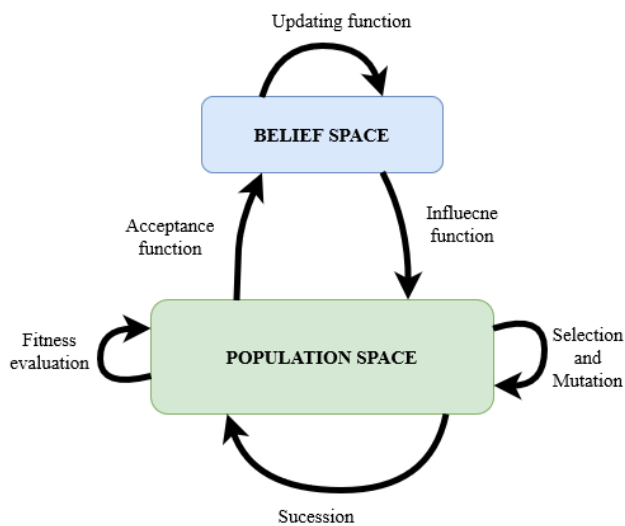 Updating function
BELIEF SPACE
Acceptance
function
Influecne
function
Fitness
evaluation
POPULATION SPACE
Selection
and
Mutation
Sucession